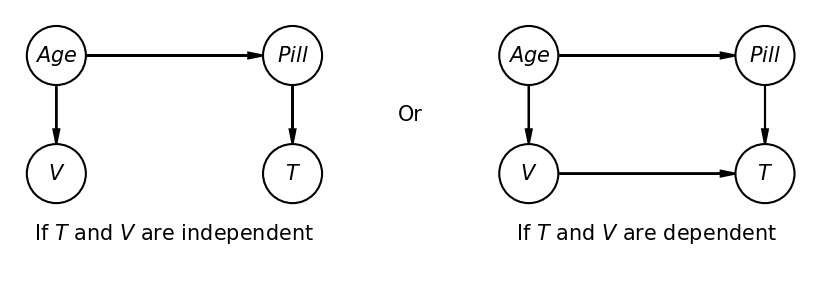 Age
Pill
Age
Pill
Or
V
T
V
T
If T and V are independent
If T and V are dependent